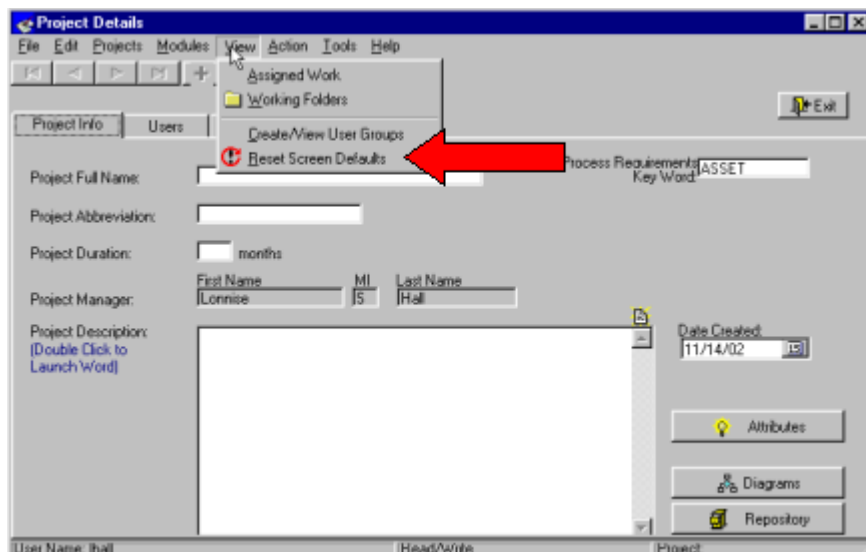 Project Details
File Edit Projects Modules View Action Tools Help
Assigned Work
Working Folders
Exit
Project Info Users
Create/View User Groups
Reset Screen Defaults
Process Requirements
Key Word: ASSET
Project Full Name:
Project Abbreviation:
Project Duration: months
First Name MI Last Name
Project Manager: Lonnise S Hall
Project Description:
(Double Click to
Launch Word)
Date Created:
11/14/02 15
Attributes
Diagrams
Repository
User Name: lhall Read/Write Project: